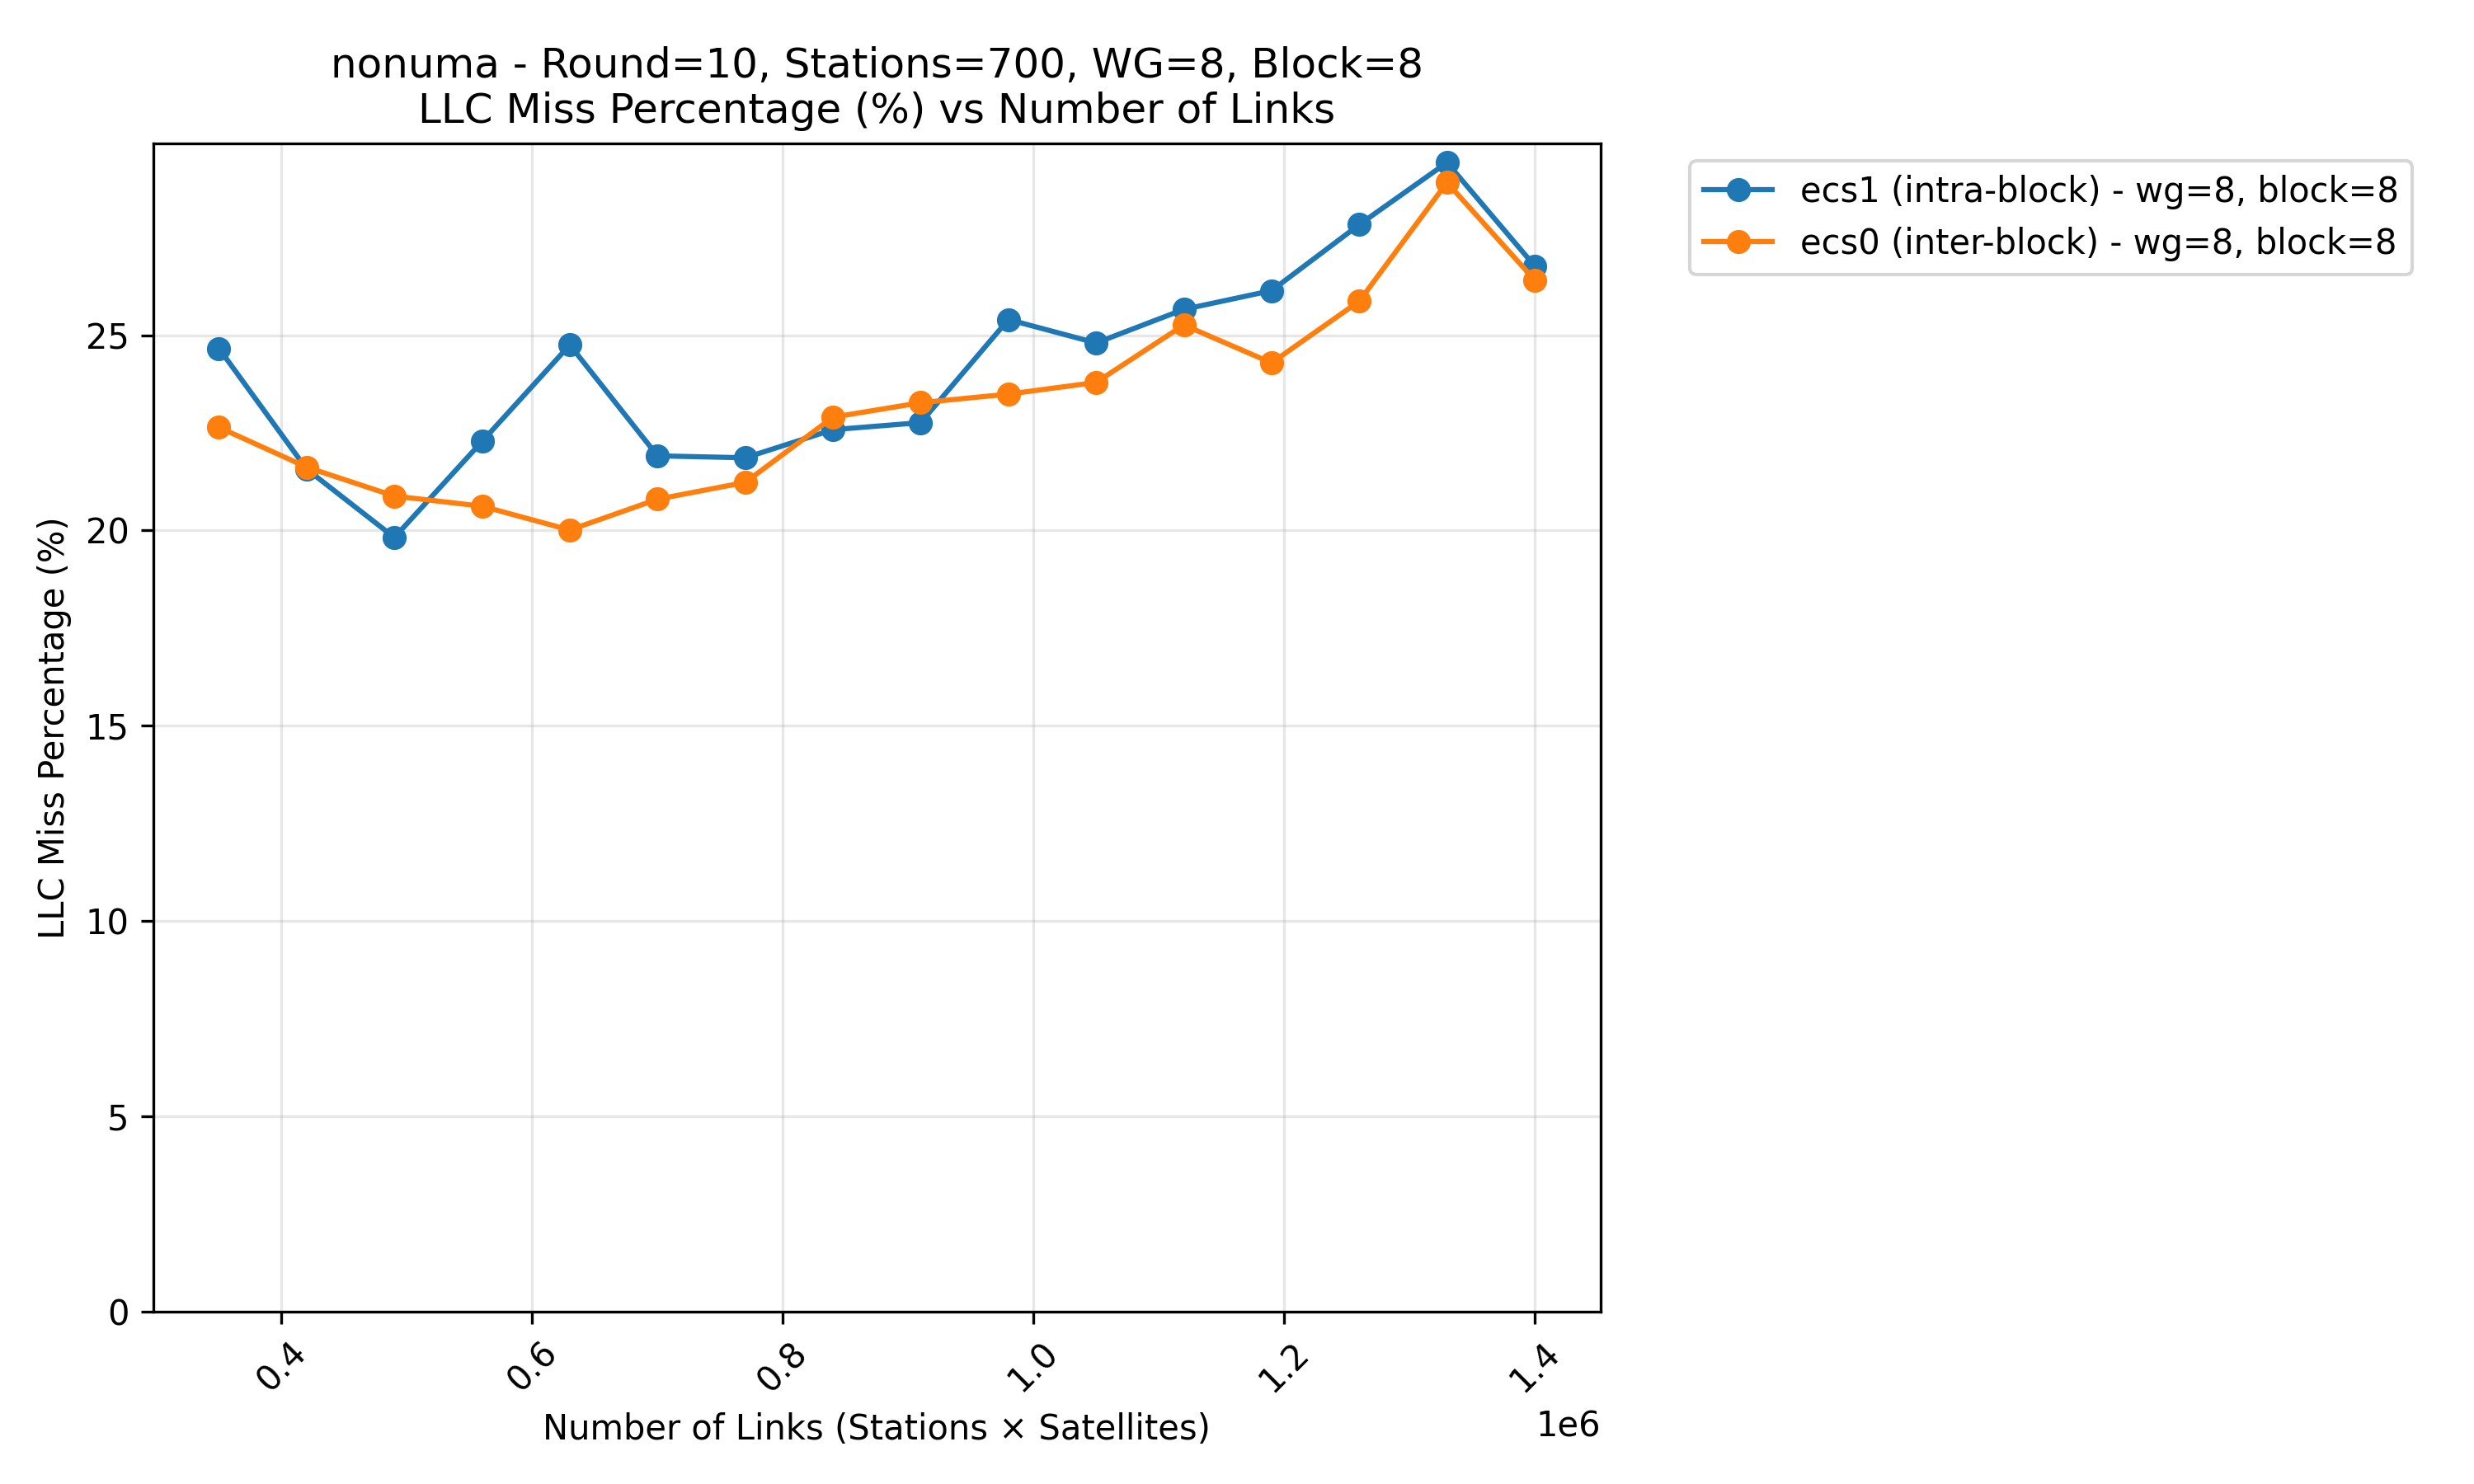 nonuma - Round=10, Stations=700, WG=8, Block=8
LLC Miss Percentage (%) vs Number of Links
ecs1 (intra-block) - wg=8, block=8
ecs0 (inter-block) - wg=8, block=8
LLC Miss Percentage (%)
25
20
15
10
5
0
0.4
0.6
0.8
1.0
1.2
1.4
1e6
Number of Links (Stations × Satellites)